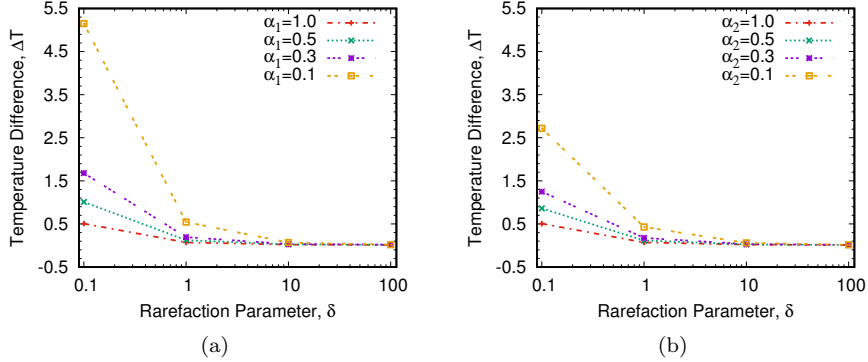 5.5
4.5
3.5
2.5
1.5
0.5
-0.5
0.1
1
10
100
Temperature Difference, ΔT
Rarefaction Parameter, δ
α₁=1.0
α₁=0.5
α₁=0.3
α₁=0.1
(a)
5.5
4.5
3.5
2.5
1.5
0.5
-0.5
0.1
1
10
100
Temperature Difference, ΔT
Rarefaction Parameter, δ
α₂=1.0
α₂=0.5
α₂=0.3
α₂=0.1
(b)